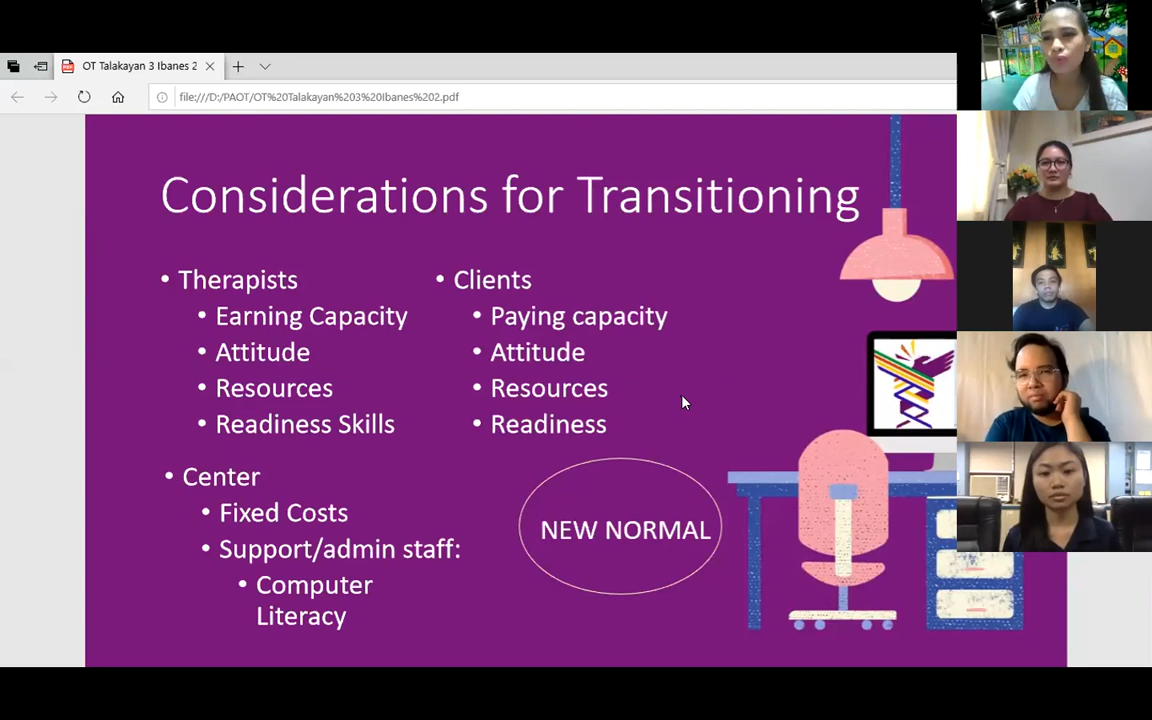 OT Talakayan 3 Ibanes 2
file:///D:/PAOT/OT%20Talakayan%203%20Ibanes%202.pdf
Considerations for Transitioning
• Therapists
• Earning Capacity
• Attitude
• Resources
• Readiness Skills
• Clients
• Paying capacity
• Attitude
• Resources
• Readiness
• Center
• Fixed Costs
• Support/admin staff:
• Computer
Literacy
NEW NORMAL